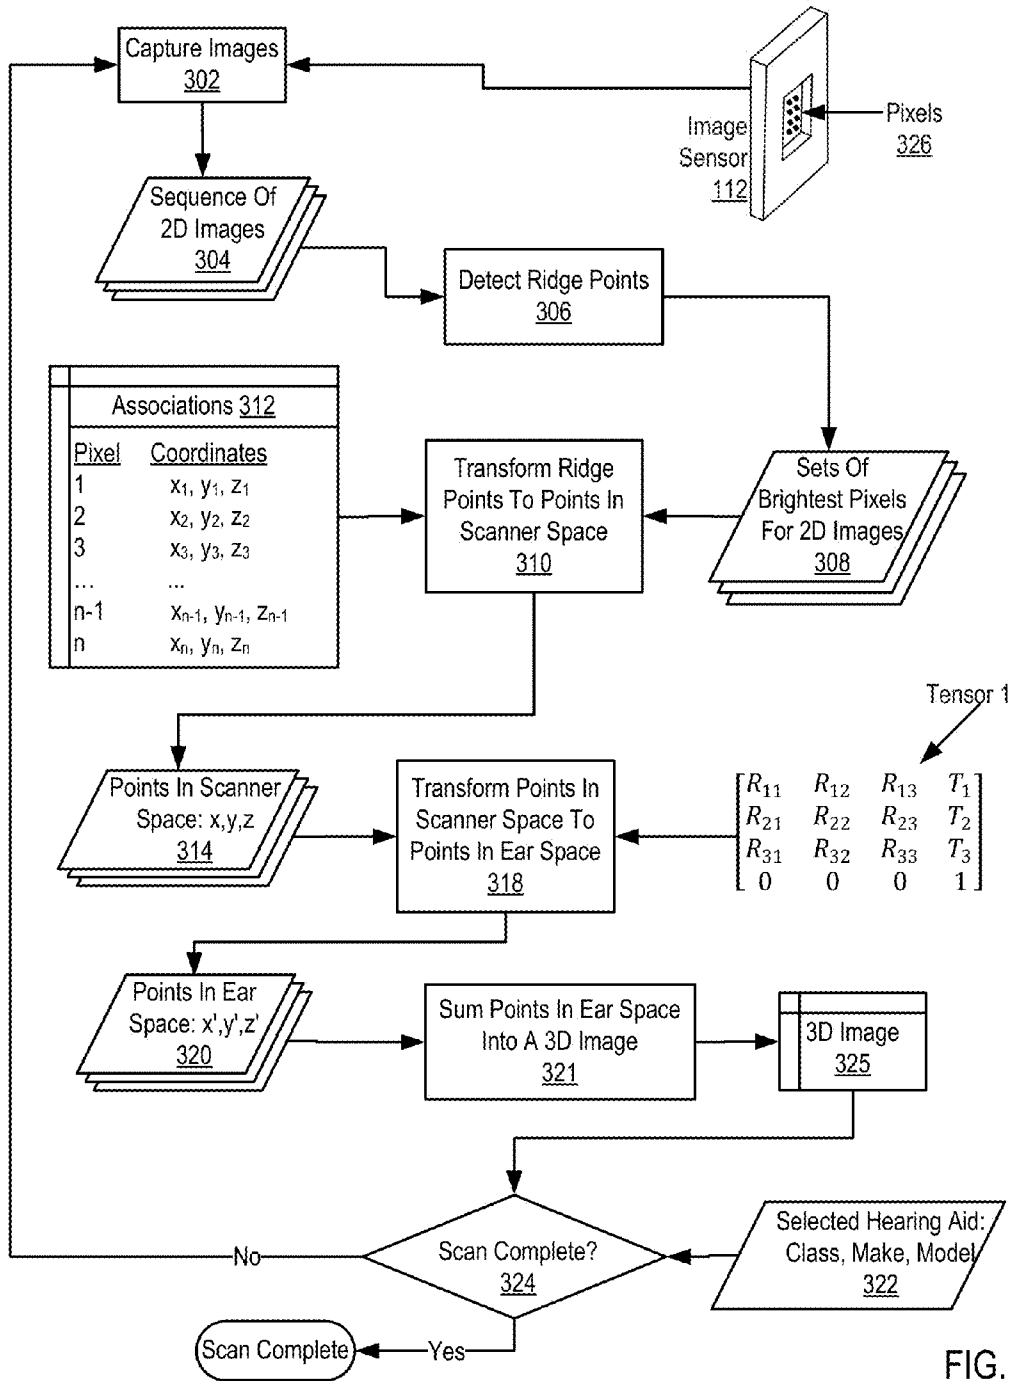 Capture Images
302
Image
Sensor
112
Pixels
326
Sequence Of
2D Images
304
Detect Ridge Points
306
Associations 312
Pixel Coordinates
1 x₁, y₁, z₁
2 x₂, y₂, z₂
3 x₃, y₃, z₃
... ...
n-1 xₙ₋₁, yₙ₋₁, zₙ₋₁
n xₙ, yₙ, zₙ
Transform Ridge
Points To Points In
Scanner Space
310
Sets Of
Brightest Pixels
For 2D Images
308
Tensor 1
Points In Scanner
Space: x,y,z
314
Transform Points In
Scanner Space To
Points In Ear Space
318
R₁₁ R₁₂ R₁₃ T₁
R₂₁ R₂₂ R₂₃ T₂
R₃₁ R₃₂ R₃₃ T₃
0 0 0 1
Points In Ear
Space: x',y',z'
320
Sum Points In Ear Space
Into A 3D Image
321
3D Image
325
Scan Complete?
324
No
Selected Hearing Aid:
Class, Make, Model
322
Yes
Scan Complete
FIG.